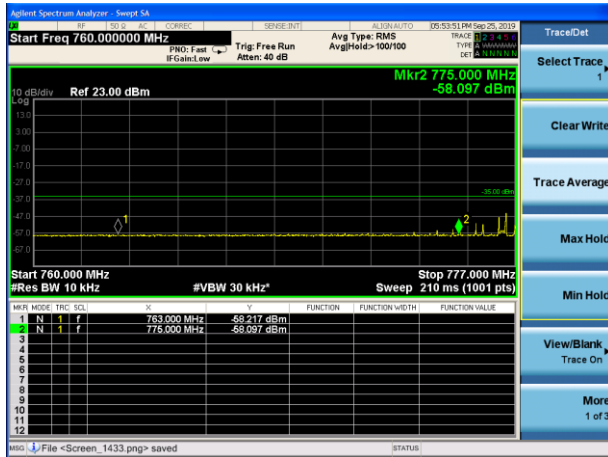 Agilent Spectrum Analyzer - Swept SA
RF 50 Ω AC CORREC SENSE:INT ALIGN AUTO 05:53:51 PM Sep 25, 2019
Start Freq 760.000000 MHz
PNO: Fast
IFGain:Low
Trig: Free Run
Atten: 40 dB
Avg Type: RMS
Avg|Hold:>100/100
TRACE 1 2 3 4 5 6
TYPE A WWWWW
DET A N N N N N
Mkr2 775.000 MHz
-58.097 dBm
10 dB/div Ref 23.00 dBm
Log
13.0
3.00
-7.00
-17.0
-27.0
-35.00 dBm
-37.0
-47.0
-57.0
-67.0
1
2
Start 760.000 MHz Stop 777.000 MHz
#Res BW 10 kHz #VBW 30 kHz* Sweep 210 ms (1001 pts)
MKR MODE TRC SCL X Y FUNCTION FUNCTION WIDTH FUNCTION VALUE
1 N 1 f 763.000 MHz -58.217 dBm
2 N 1 f 775.000 MHz -58.097 dBm
3
4
5
6
7
8
9
10
11
12
MSG File <Screen_1433.png> saved STATUS
Trace/Det
Select Trace
1
Clear Write
Trace Average
Max Hold
Min Hold
View/Blank
Trace On
More
1 of 3